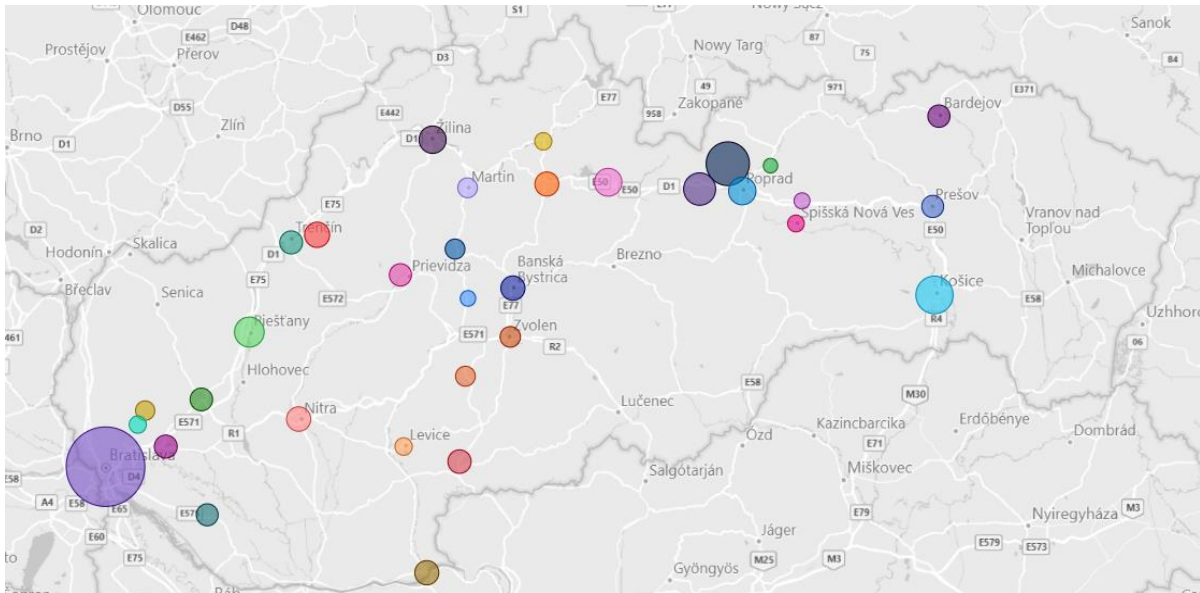 Olomouc
E462
D48
S1
E77
Nowy Sącz
Sanok
Prostějov
Přerov
D1
D3
Nowy Targ
87
75
84
D55
E77
49
971
E371
Zlín
E442
958
Zakopané
Bardejov
Brno
D1
D1
Žilina
Martin
E50
E50
D1
Poprad
Prešov
D2
E75
Trenčín
Spišská Nová Ves
Vranov nad
Topľou
E50
Hodonín
Skalica
D1
Prievidza
Banská
Bystrica
Brezno
Michalovce
Břeclav
Senica
E75
E572
E77
Košice
E58
Uzhhorod
461
Piešťany
E571
Zvolen
R2
R4
06
Hlohovec
E58
M30
E571
R1
Nitra
Levice
Lučenec
Ózd
Kazincbarcika
E71
Erdőbénye
Dombrád
E58
Bratislava
D4
Salgótarján
Miškovec
A4
E58
E65
E575
E79
Nyíregyháza
M3
E60
E75
Jáger
E579
E573
M25
M3
Gyöngyös